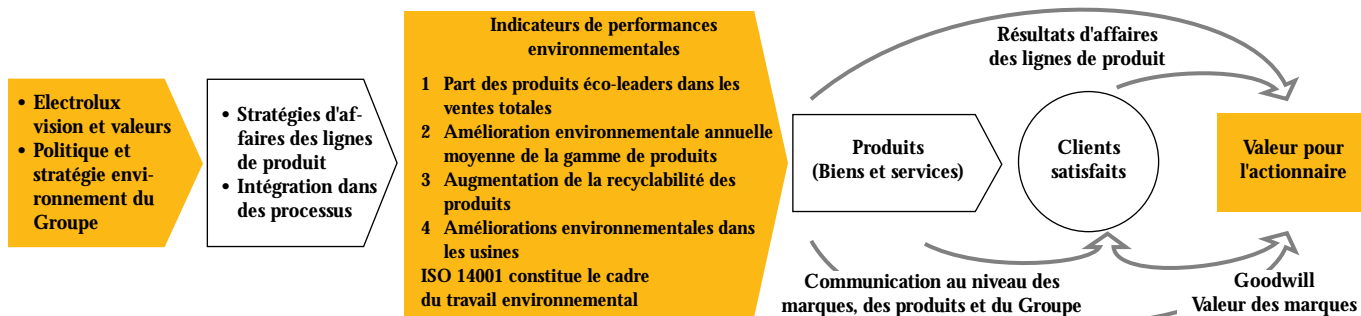 • Electrolux
vision et valeurs
• Politique et
stratégie envi-
ronnement du
Groupe
• Stratégies d'af-
faires des lignes
de produit
• Intégration dans
des processus
Indicateurs de performances
environnementales
1 Part des produits éco-leaders dans les
ventes totales
2 Amélioration environnementale annuelle
moyenne de la gamme de produits
3 Augmentation de la recyclabilité des
produits
4 Améliorations environnementales dans
les usines
ISO 14001 constitue le cadre
du travail environnemental
Résultats d'affaires
des lignes de produit
Produits
(Biens et services)
Clients
satisfaits
Valeur pour
l'actionnaire
Communication au niveau des
marques, des produits et du Groupe
Goodwill
Valeur des marques